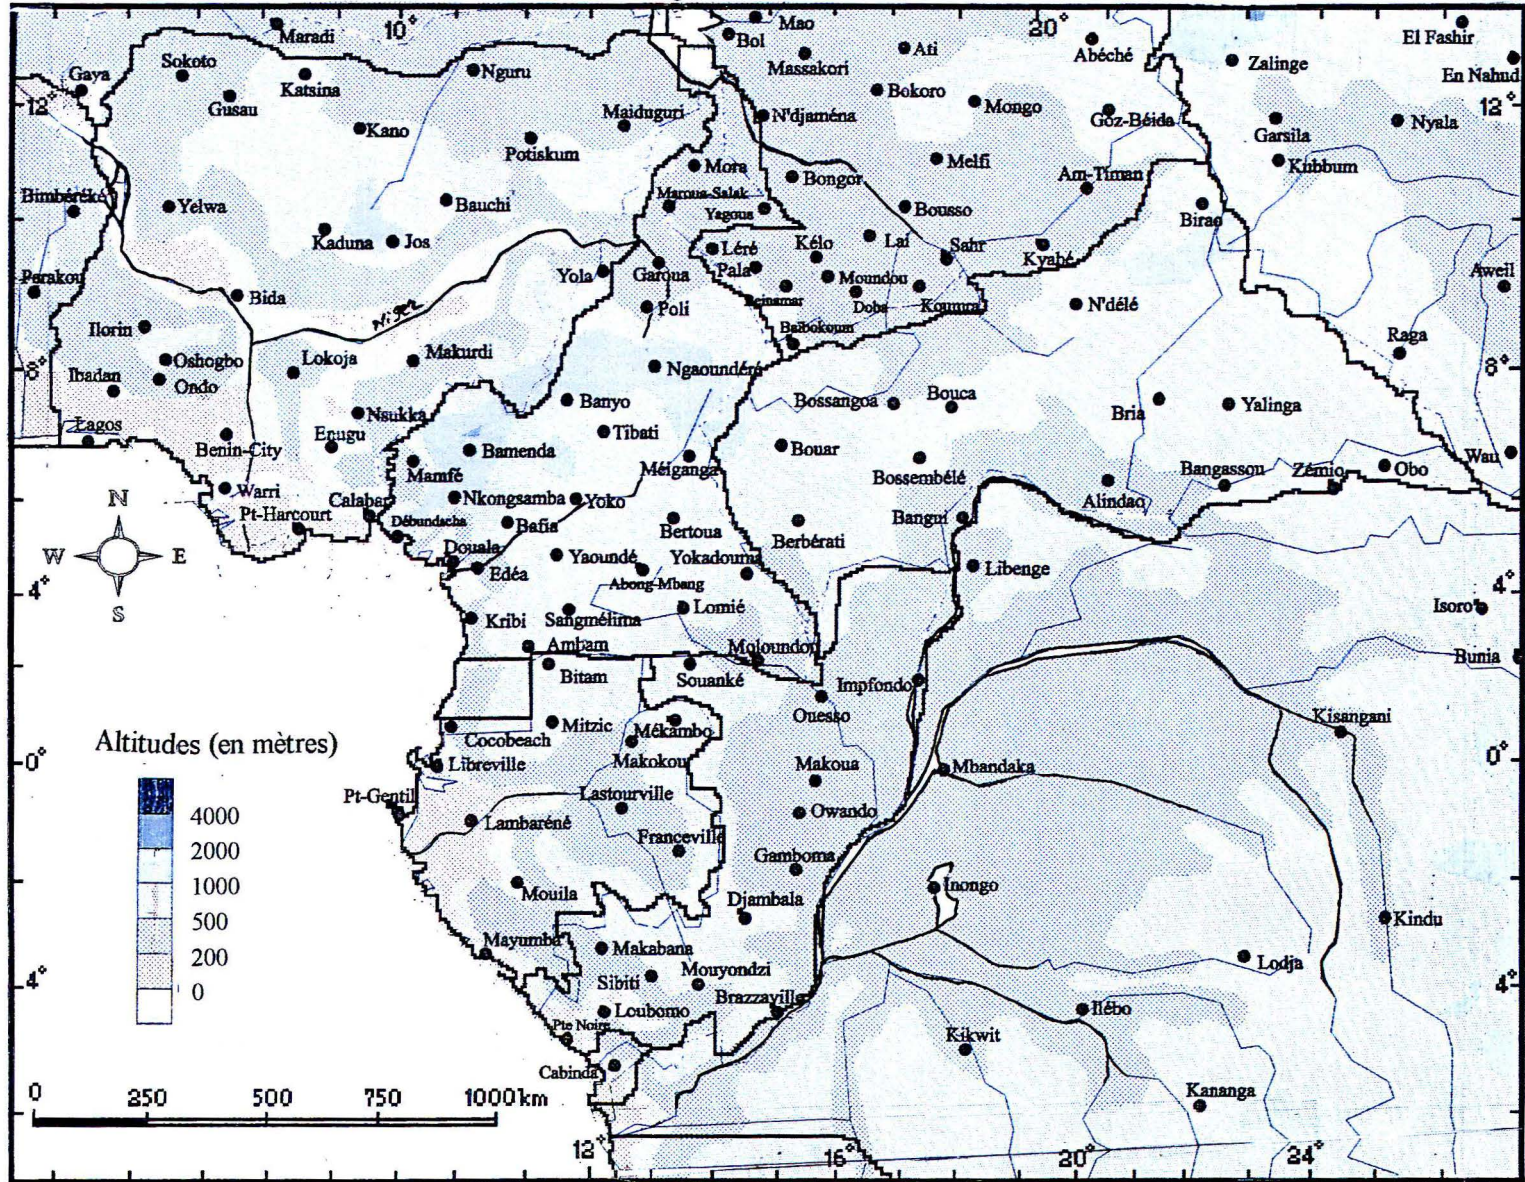 10°
20°
Mao
Bol
Maradi
Ati
El Fashir
Abéché
Massakori
Sokoto
Nguru
Zalinge
Gaya
Katsina
En Nahud
12°
Gusau
Bokoro
Mongo
12°
Maiduguri
N'djaména
Goz-Béida
Nyala
Kano
Garsila
Potiskum
Melfi
Kubbum
Mora
Am-Timan
Bongor
Maroua-Salak
Bimbéréké
Yelwa
Bauchi
Yagoua
Bousso
Birao
Kaduna
Jos
Kélo
Laï
Léré
Sahr
Kyabé
Yola
Garoua
Pala
Moundou
Aweil
Parakou
Bida
Beinamar
Doba
Koumra
N'délé
Poli
Niger
Ilorin
Baïbokoum
Raga
Oshogbo
Lokoja
Makurdi
8°
Ngaoundéré
8°
Ibadan
Ondo
Bouca
Banyo
Bossangoa
Bria
Yalinga
Nsukka
Lagos
Tibati
Benin-City
Enugu
Bamenda
Bouar
Wau
Mamfé
Méiganga
Bossembélé
Bangassou
Zémio
Obo
Warri
Nkongsamba
Yoko
Alindao
N
Calabar
Pt-Harcourt
Débundscha
Bafia
Bertoua
Bangui
Berbérati
W
E
Douala
Yaoundé
Yokadouma
Libenge
Edéa
Abong-Mbang
4°
4°
S
Lomié
Isoro
Kribi
Sangmélima
Ambam
Moloundou
Bunia
Bitam
Souanké
Impfondo
Ouesso
Kisangani
Mitzic
Mékambo
Altitudes (en mètres)
Cocobeach
Makokou
0°
Libreville
Makoua
Mbandaka
0°
Pt-Gentil
Lastourville
4000
Lambaréné
Owando
Franceville
2000
Gamboma
1000
Mouila
Inongo
Djambala
500
Kindu
Mayumba
Makabana
200
Mouyondzi
Lodja
Sibiti
4°
0
Brazzaville
4°
Loubomo
Ilébo
Pte Noire
Kikwit
Cabinda
0
250
500
750
1000 km
Kananga
12°
16°
20°
24°